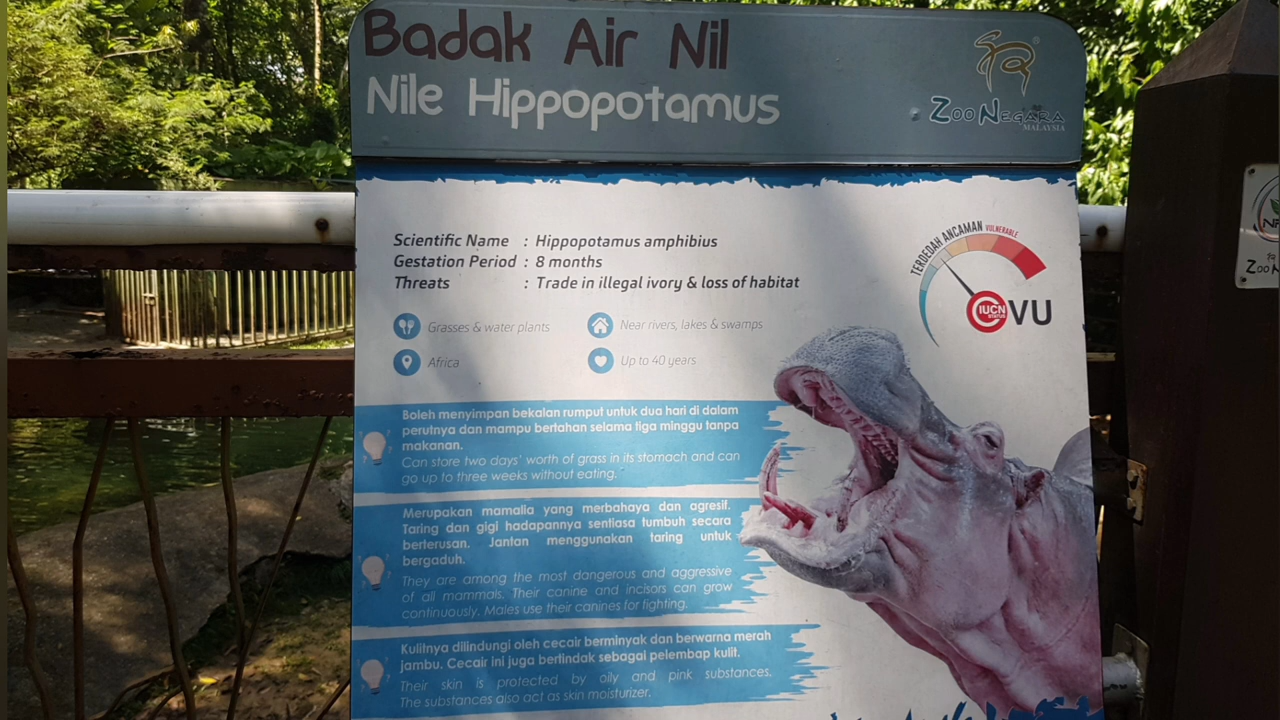 Badak Air Nil
Nile Hippopotamus
ZOO NEGARA
MALAYSIA
Scientific Name : Hippopotamus amphibius
Gestation Period : 8 months
Threats : Trade in illegal ivory & loss of habitat
TERDEDAH ANCAMAN VULNERABLE
IUCN
STATUS
VU
Grasses & water plants
Near rivers, lakes & swamps
Africa
Up to 40 years
Boleh menyimpan bekalan rumput untuk dua hari di dalam
perutnya dan mampu bertahan selama tiga minggu tanpa
makanan.
Can store two days' worth of grass in its stomach and can
go up to three weeks without eating.
Merupakan mamalia yang merbahaya dan agresif.
Taring dan gigi hadapannya sentiasa tumbuh secara
berterusan. Jantan menggunakan taring untuk
bergaduh.
They are among the most dangerous and aggressive
of all mammals. Their canine and incisors can grow
continuously. Males use their canines for fighting.
Kulitnya dilindungi oleh cecair berminyak dan berwarna merah
jambu. Cecair ini juga bertindak sebagai pelembap kulit.
Their skin is protected by oily and pink substances.
The substances also act as skin moisturizer.